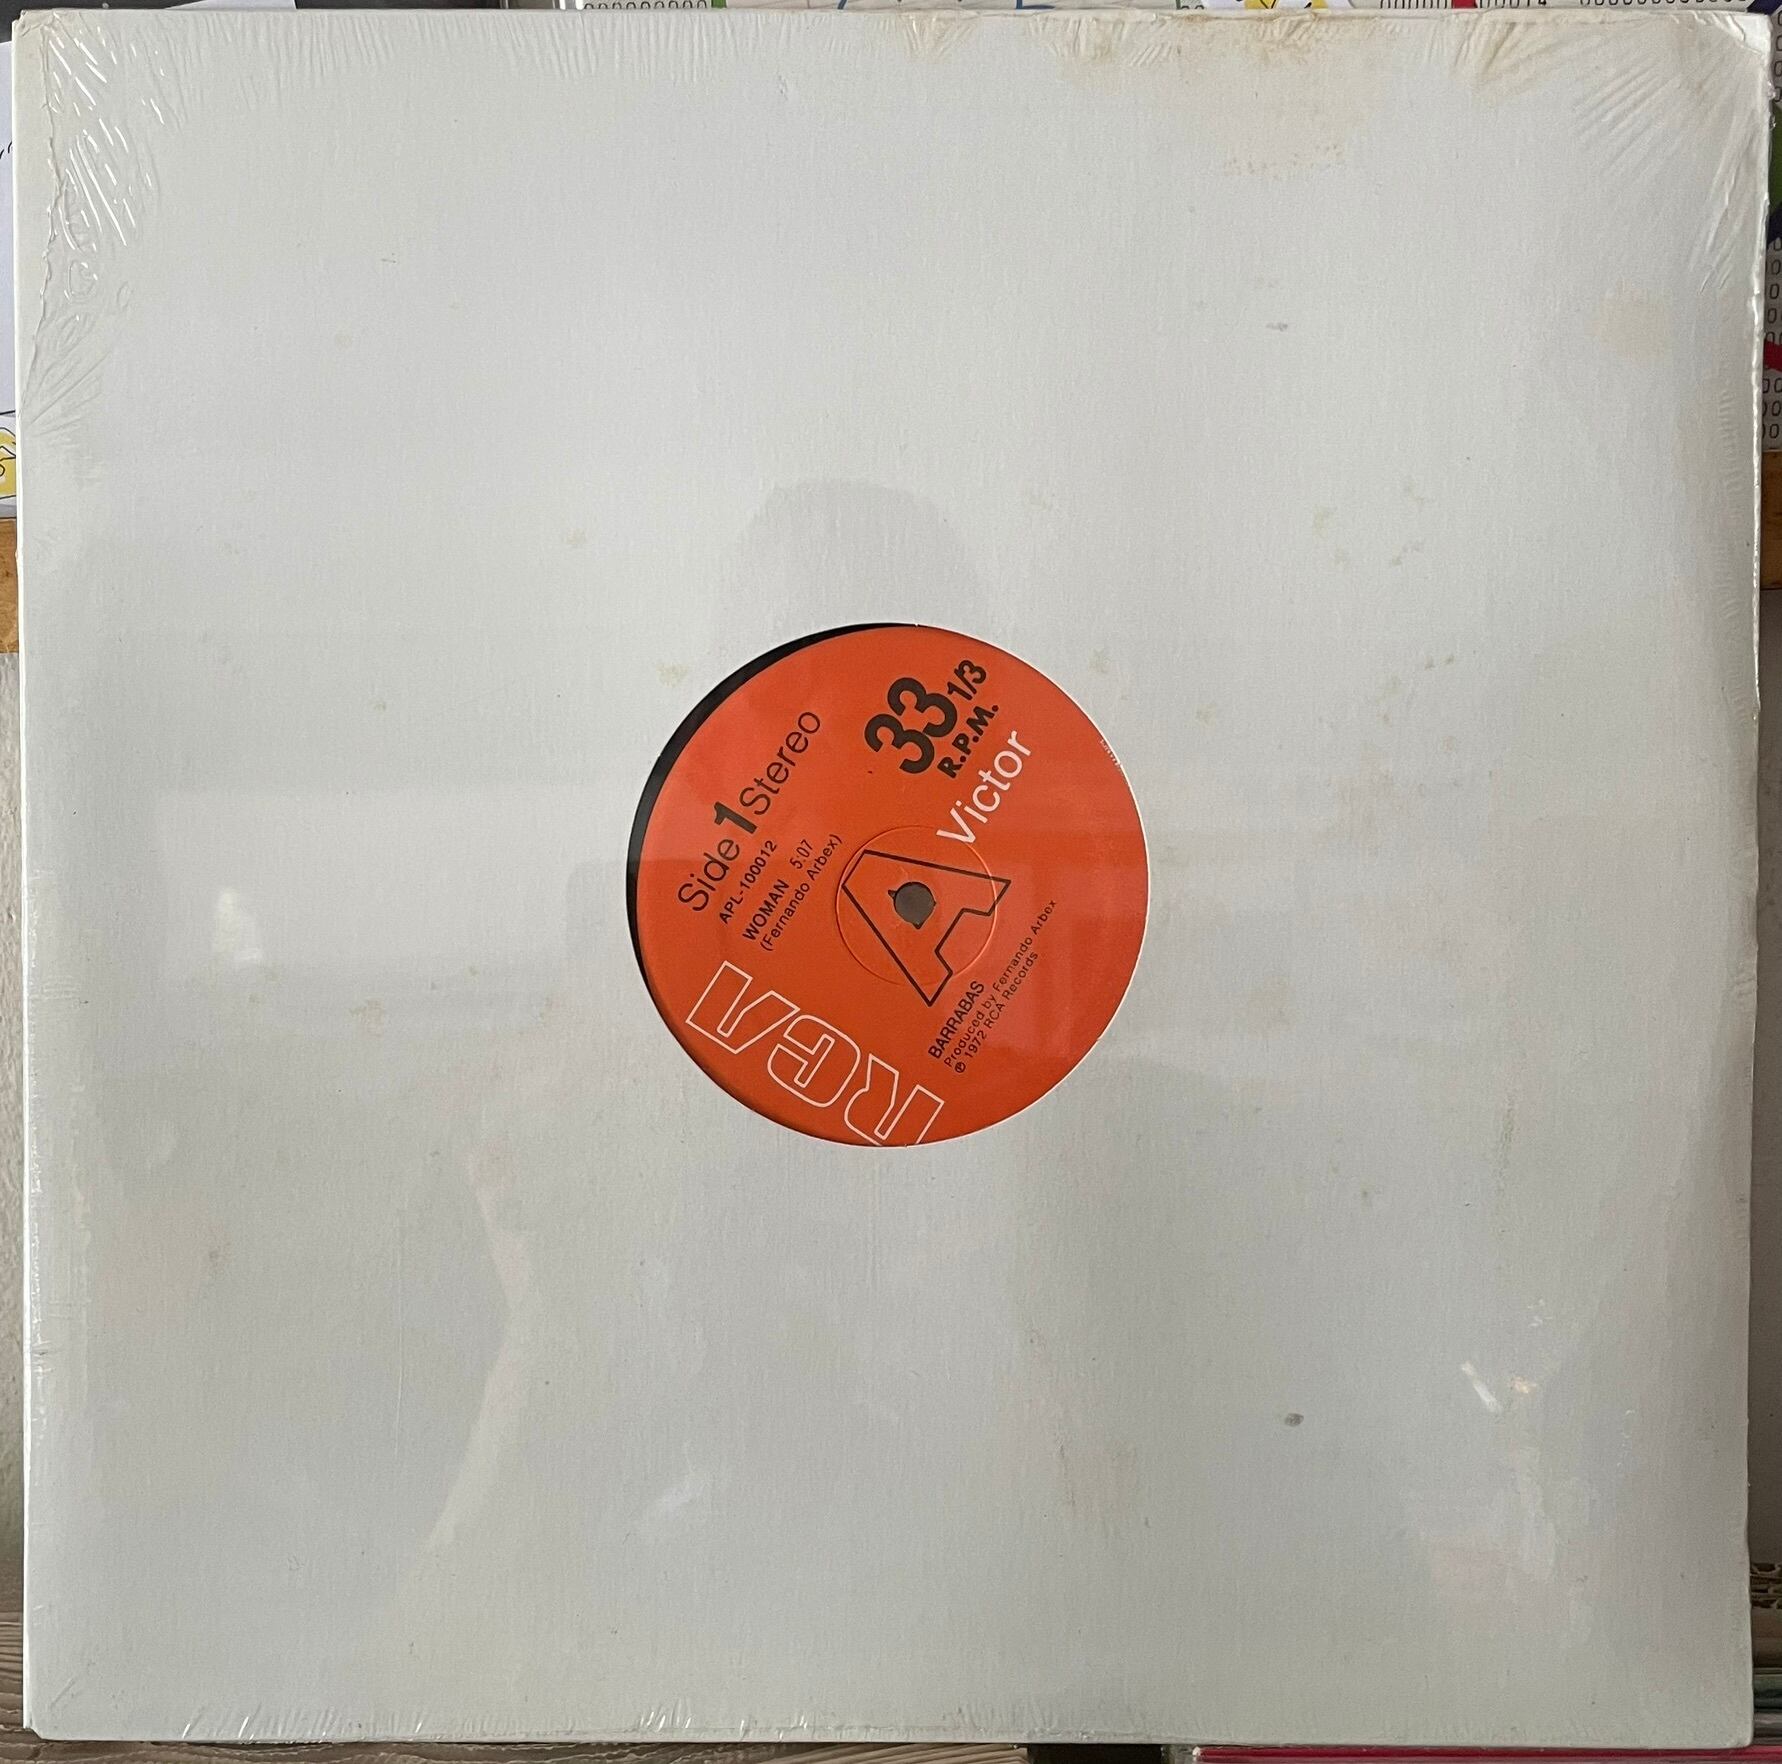 Side 1 Stereo
33 1/3
R.P.M.
APL-100012
WOMAN 5:07
(Fernando Arbex)
RCA
A
Victor
BARRABAS
Produced by Fernando Arbex
℗ 1972 RCA Records